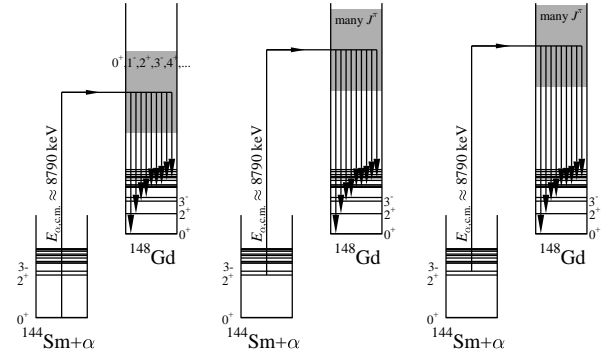 0⁺,1⁻,2⁺,3⁻,4⁺,...
E_α,c.m. ≈ 8790 keV
3⁻
2⁺
0⁺
¹⁴⁸Gd
3-
2⁺
0⁺
¹⁴⁴Sm+α
many Jᵖⁱ
E_α,c.m. ≈ 8790 keV
3⁻
2⁺
0⁺
¹⁴⁸Gd
3-
2⁺
0⁺
¹⁴⁴Sm+α
many J^π
E_α,c.m. ≈ 8790 keV
3⁻
2⁺
0⁺
¹⁴⁸Gd
3-
2⁺
0⁺
¹⁴⁴Sm+α